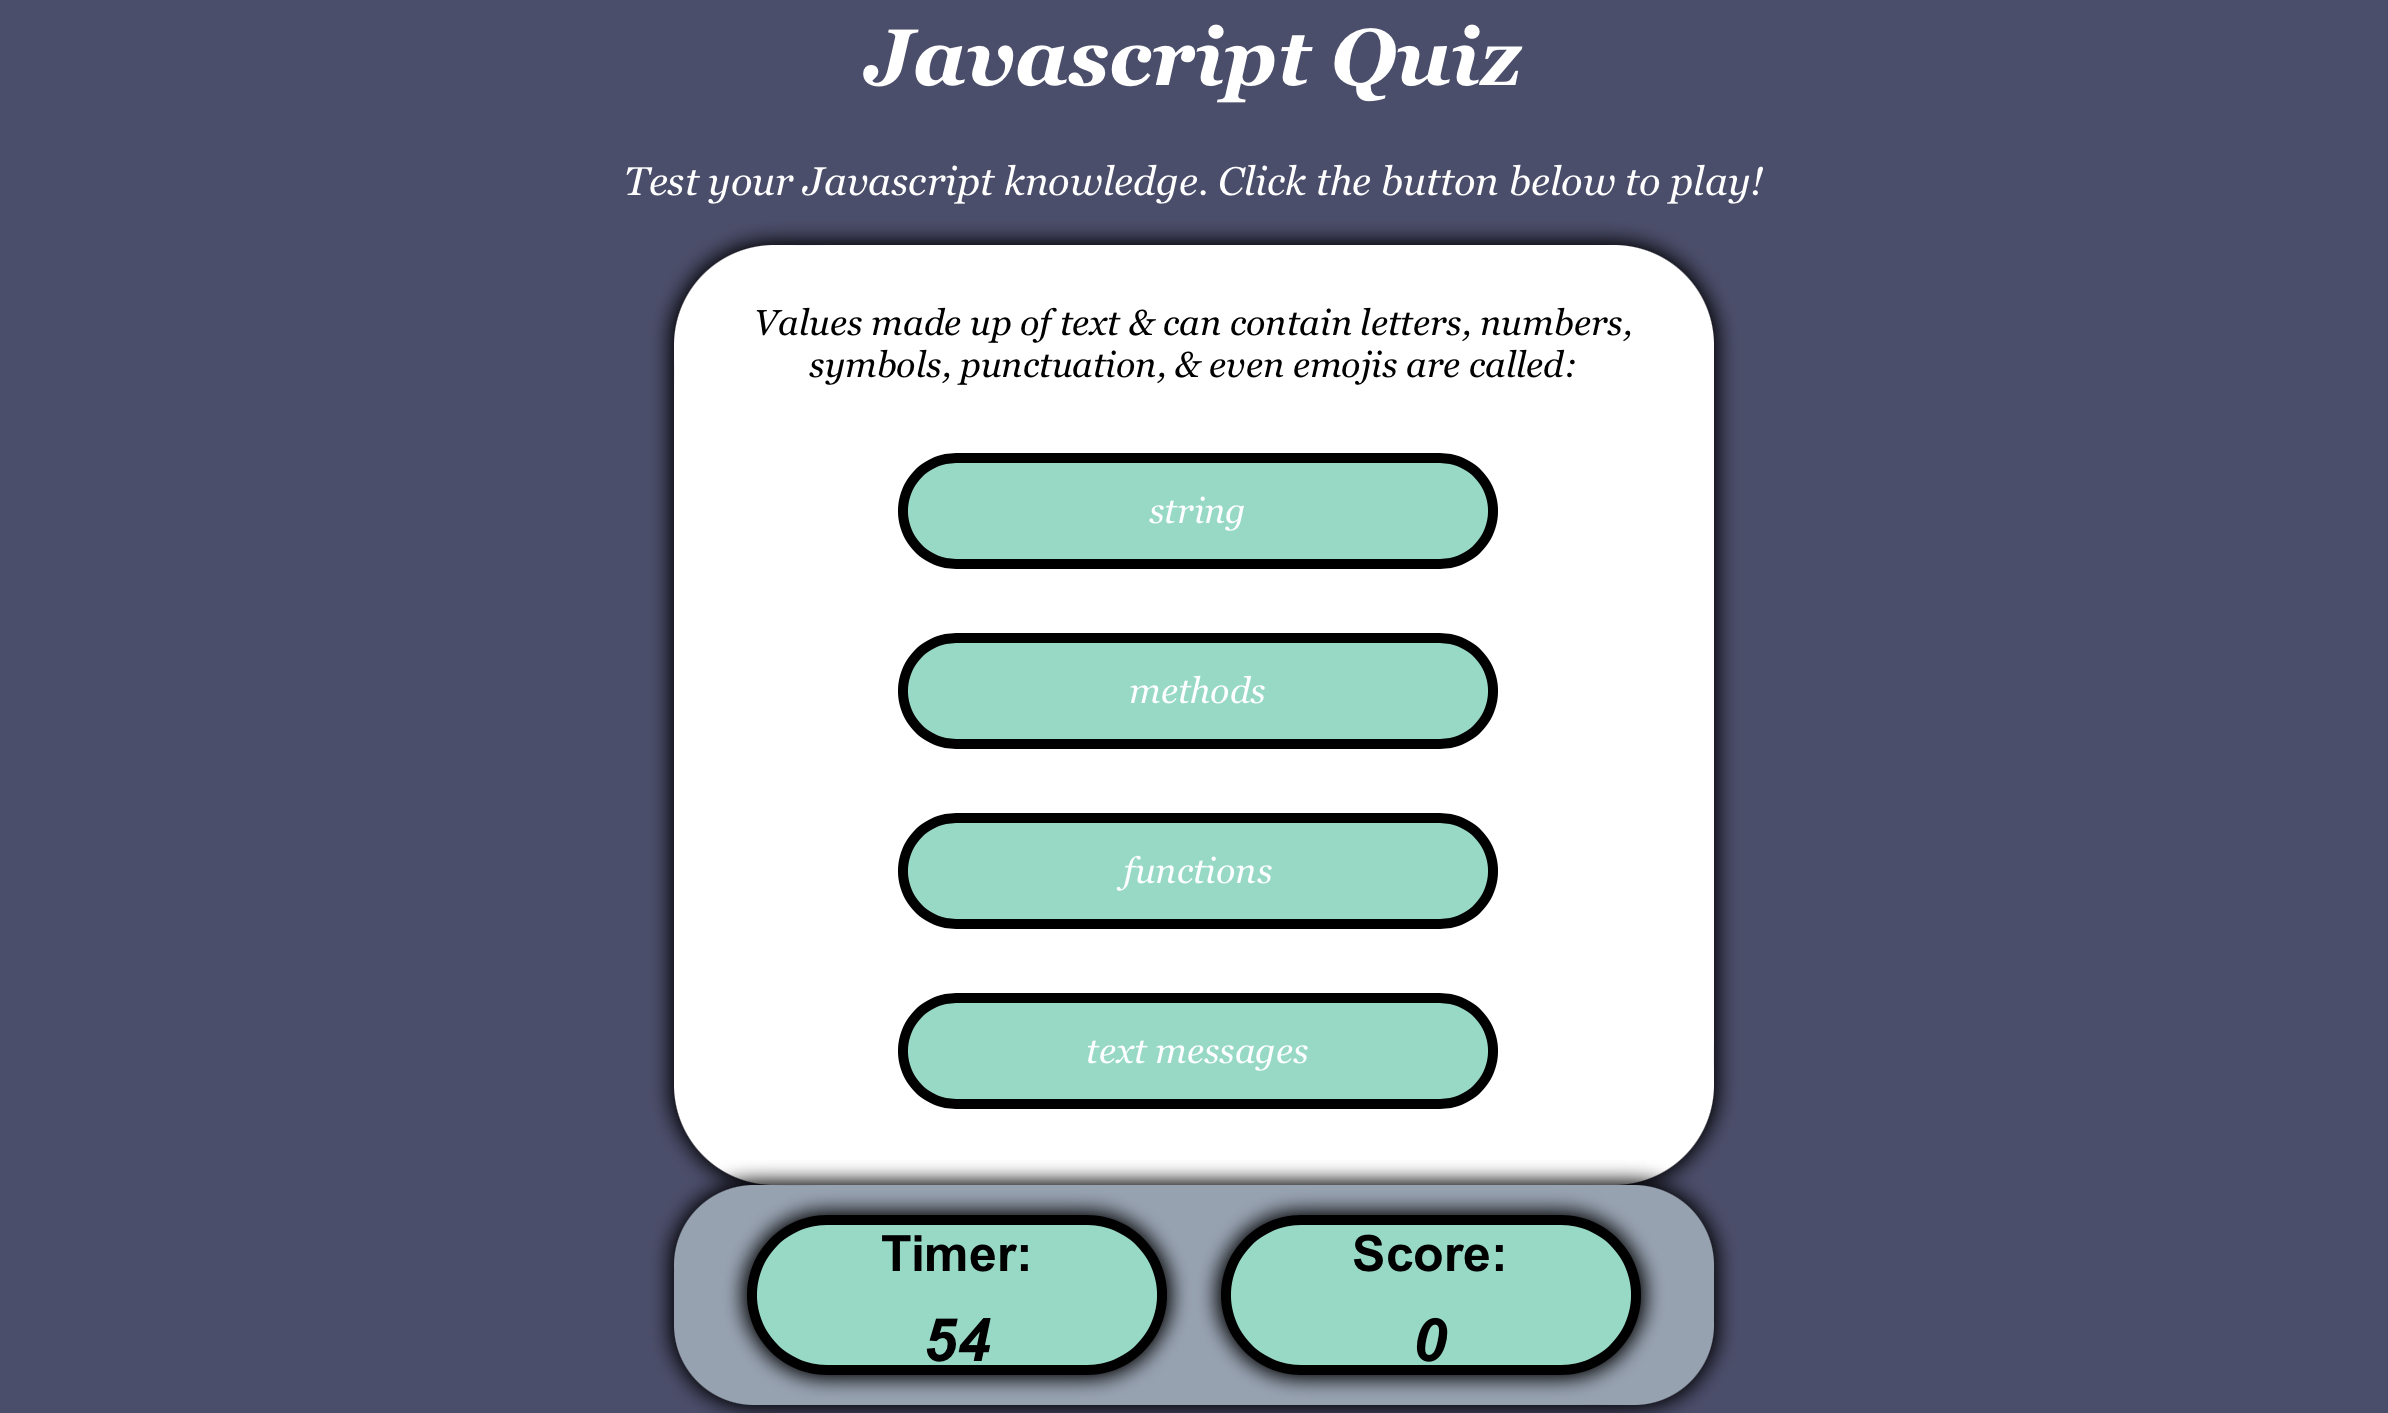 Javascript Quiz
Test your Javascript knowledge. Click the button below to play!
Values made up of text & can contain letters, numbers,
symbols, punctuation, & even emojis are called:
string
methods
functions
text messages
Timer:
54
Score:
0